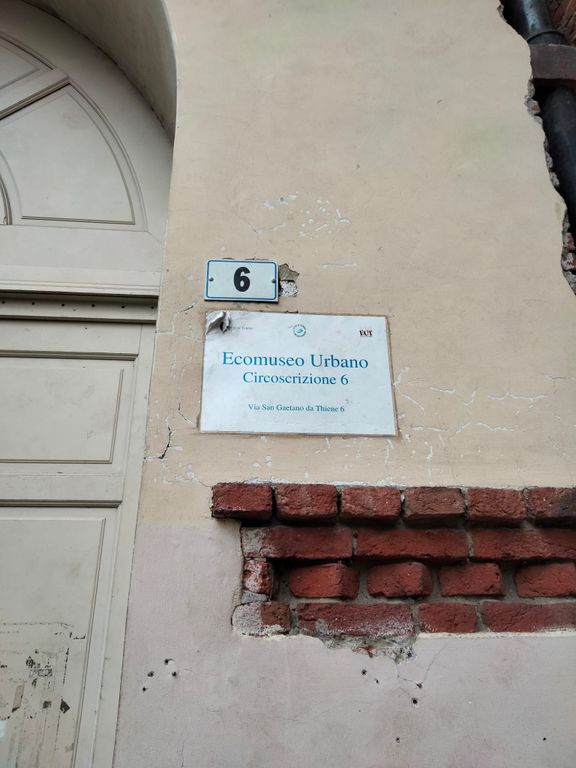 6
Ecomuseo Urbano
Circoscrizione 6
Via San Gaetano da Thiene 6